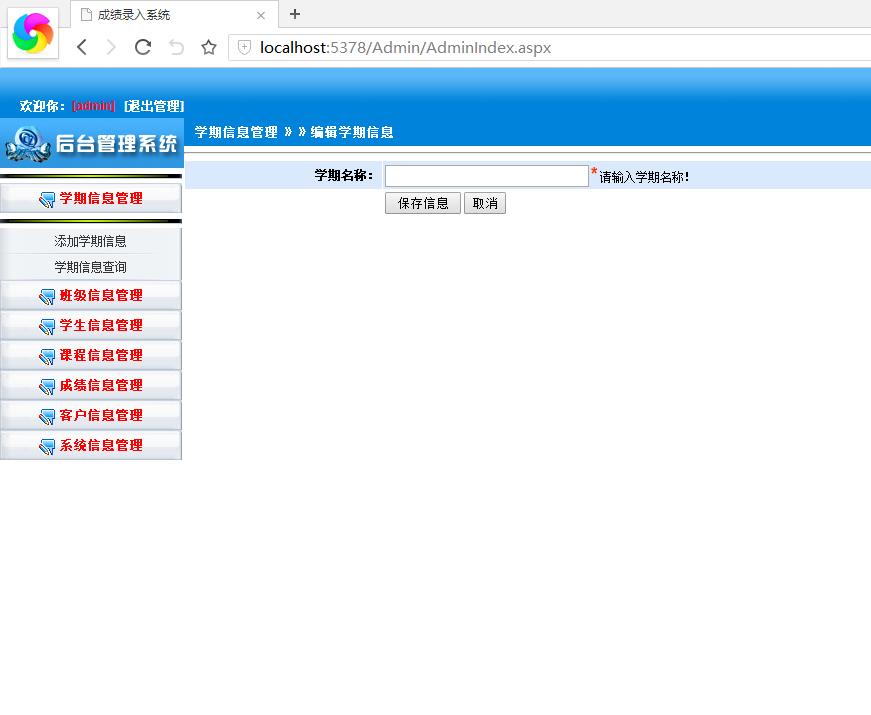 成绩录入系统
localhost:5378/Admin/AdminIndex.aspx
欢迎你：[admin] [退出管理]
后台管理系统
学期信息管理 》》编辑学期信息
学期名称：
*请输入学期名称！
保存信息 取消
学期信息管理
添加学期信息
学期信息查询
班级信息管理
学生信息管理
课程信息管理
成绩信息管理
客户信息管理
系统信息管理